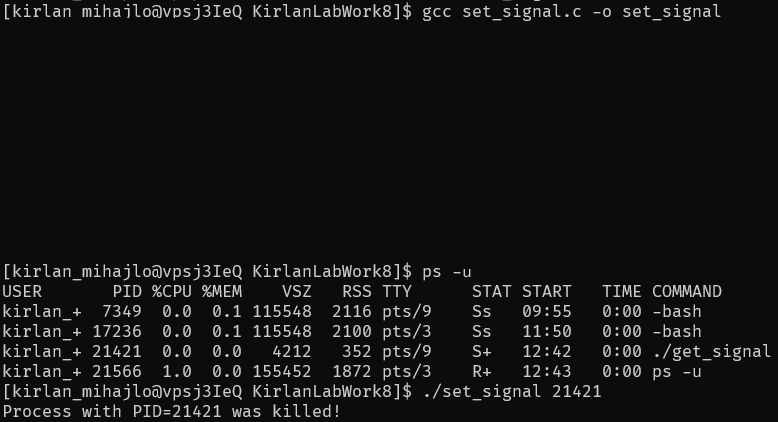 [kirlan_mihajlo@vpsj3IeQ KirlanLabWork8]$ gcc set_signal.c -o set_signal
[kirlan_mihajlo@vpsj3IeQ KirlanLabWork8]$ ps -u
USER       PID %CPU %MEM    VSZ   RSS TTY      STAT START   TIME COMMAND
kirlan_+  7349  0.0  0.1 115548  2116 pts/9    Ss   09:55   0:00 -bash
kirlan_+ 17236  0.0  0.1 115548  2100 pts/3    Ss   11:50   0:00 -bash
kirlan_+ 21421  0.0  0.0   4212   352 pts/9    S+   12:42   0:00 ./get_signal
kirlan_+ 21566  1.0  0.0 155452  1872 pts/3    R+   12:43   0:00 ps -u
[kirlan_mihajlo@vpsj3IeQ KirlanLabWork8]$ ./set_signal 21421
Process with PID=21421 was killed!